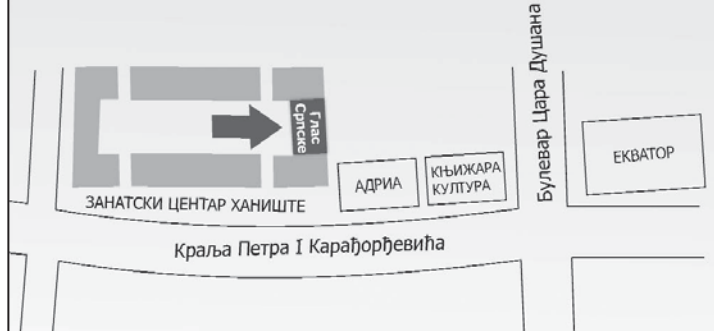 Булевар Цара Душана
Глас
Српске
АДРИА
КЊИЖАРА
КУЛТУРА
ЕКВАТОР
ЗАНАТСКИ ЦЕНТАР ХАНИШТЕ
Краља Петра I Карађорђевића